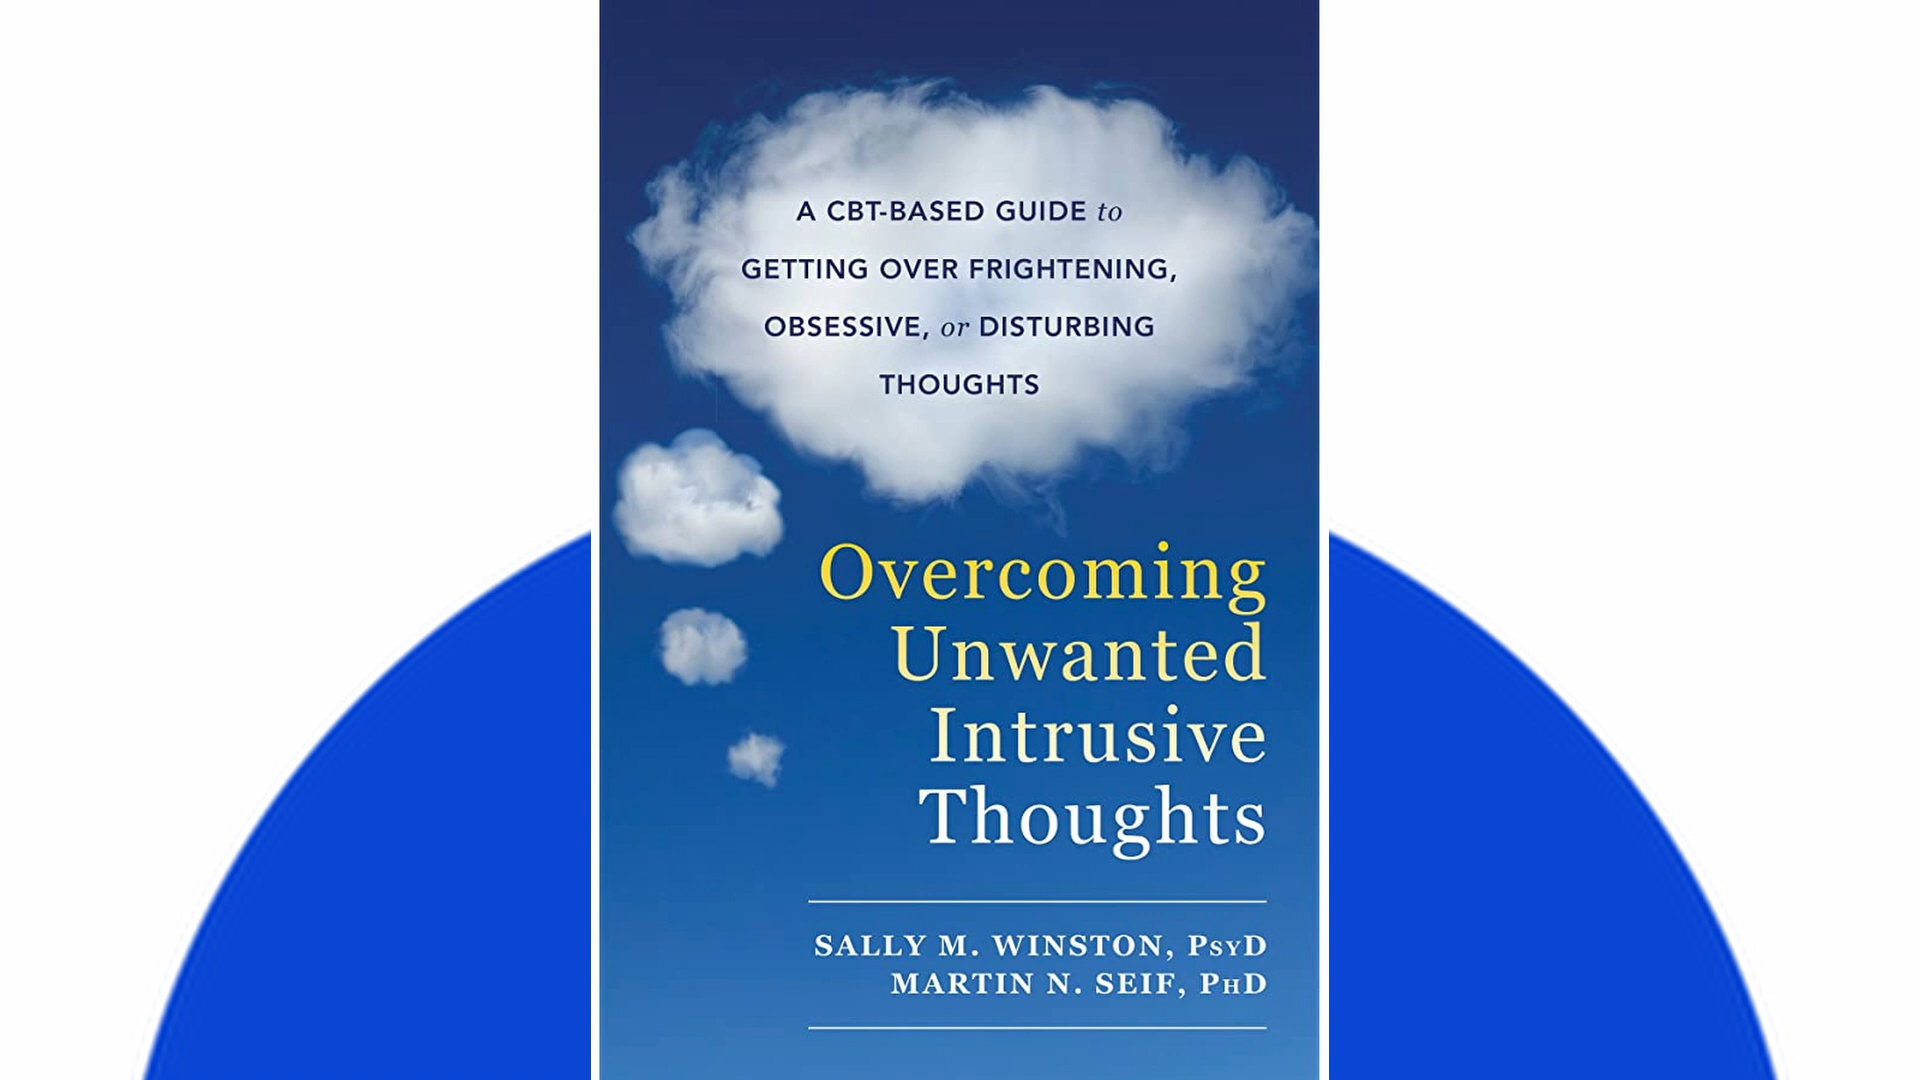 A CBT-BASED GUIDE to
GETTING OVER FRIGHTENING,
OBSESSIVE, or DISTURBING
THOUGHTS
Overcoming
Unwanted
Intrusive
Thoughts
SALLY M. WINSTON, PsyD
MARTIN N. SEIF, PhD